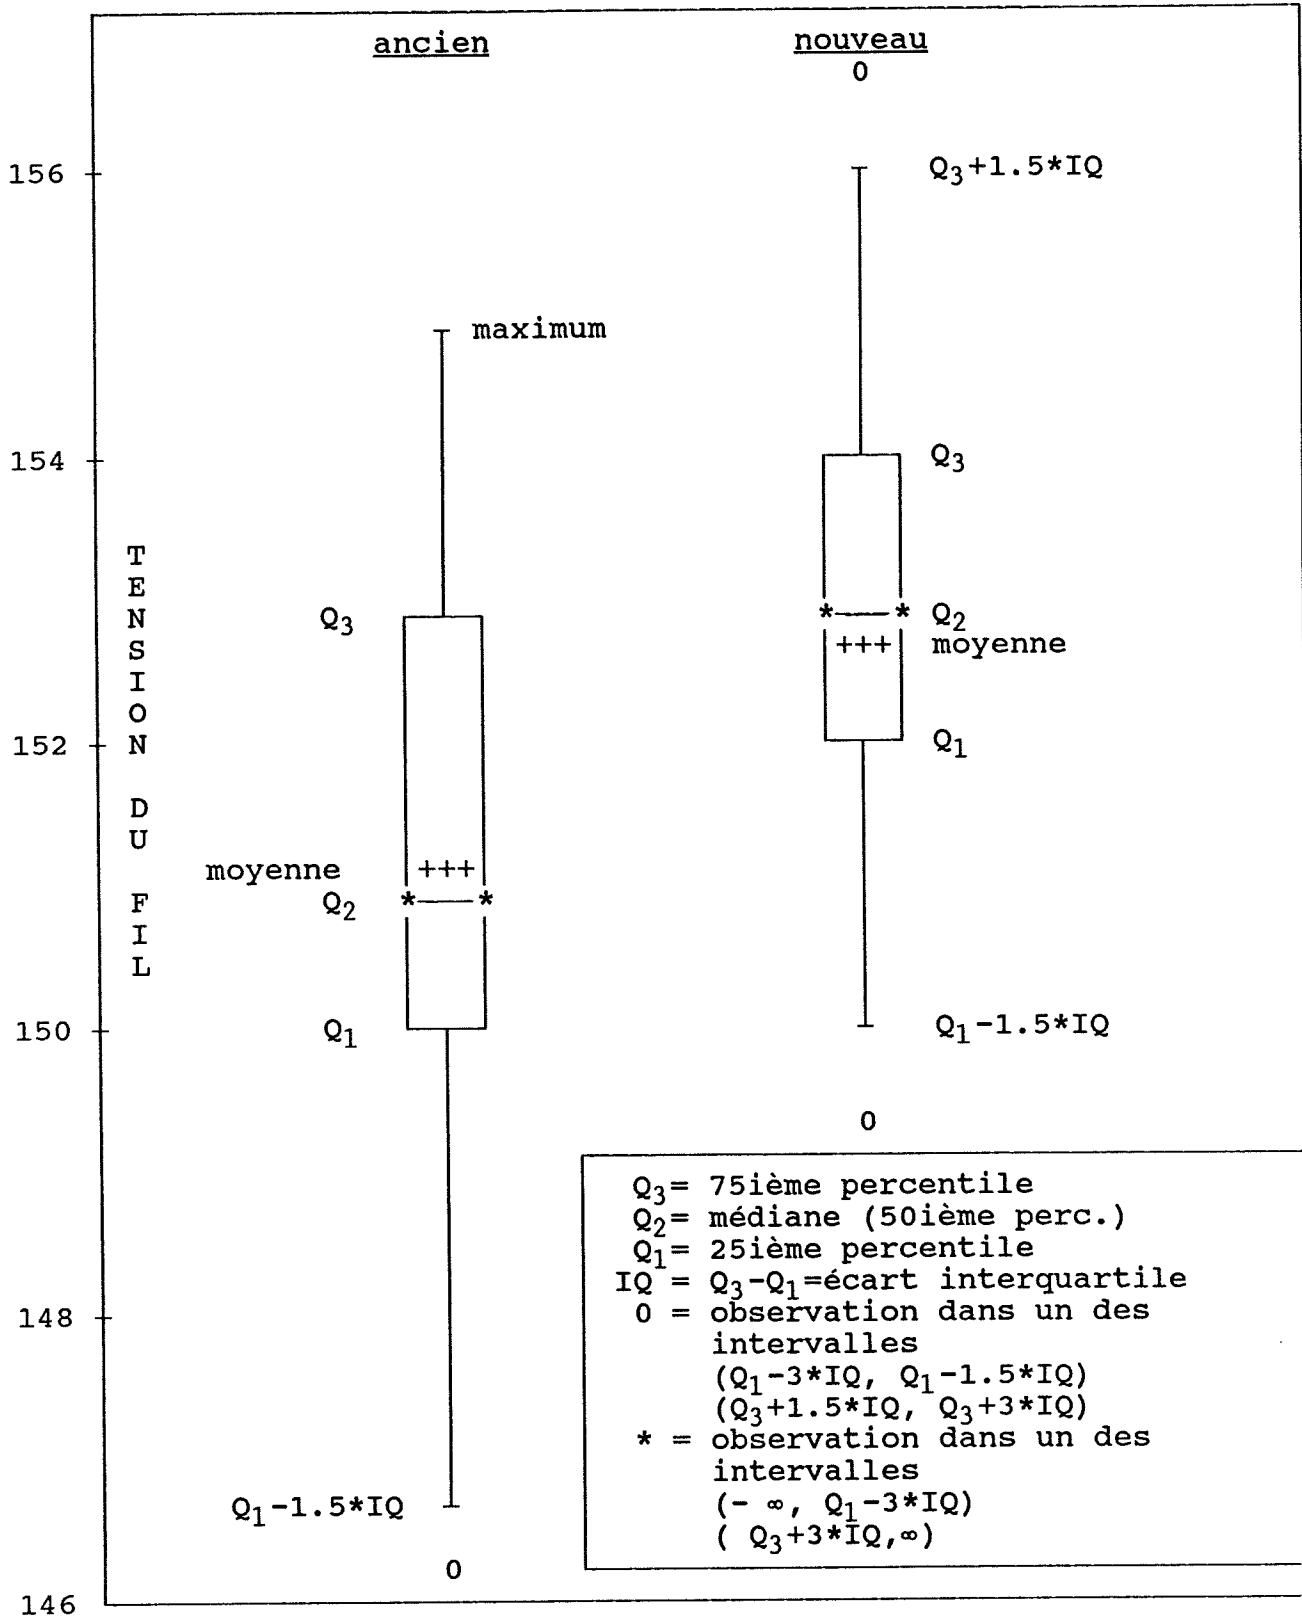 ancien
nouveau
0
156
Q3+1.5*IQ
maximum
154
Q3
TENSION DU FIL
Q3
*—* Q2
+++ moyenne
152
Q1
moyenne +++
Q2 *—*
150
Q1
Q1-1.5*IQ
0
Q3= 75ième percentile
Q2= médiane (50ième perc.)
Q1= 25ième percentile
IQ = Q3-Q1=écart interquartile
0 = observation dans un des
intervalles
(Q1-3*IQ, Q1-1.5*IQ)
(Q3+1.5*IQ, Q3+3*IQ)
* = observation dans un des
intervalles
(- ∞, Q1-3*IQ)
( Q3+3*IQ,∞)
148
Q1-1.5*IQ
0
146